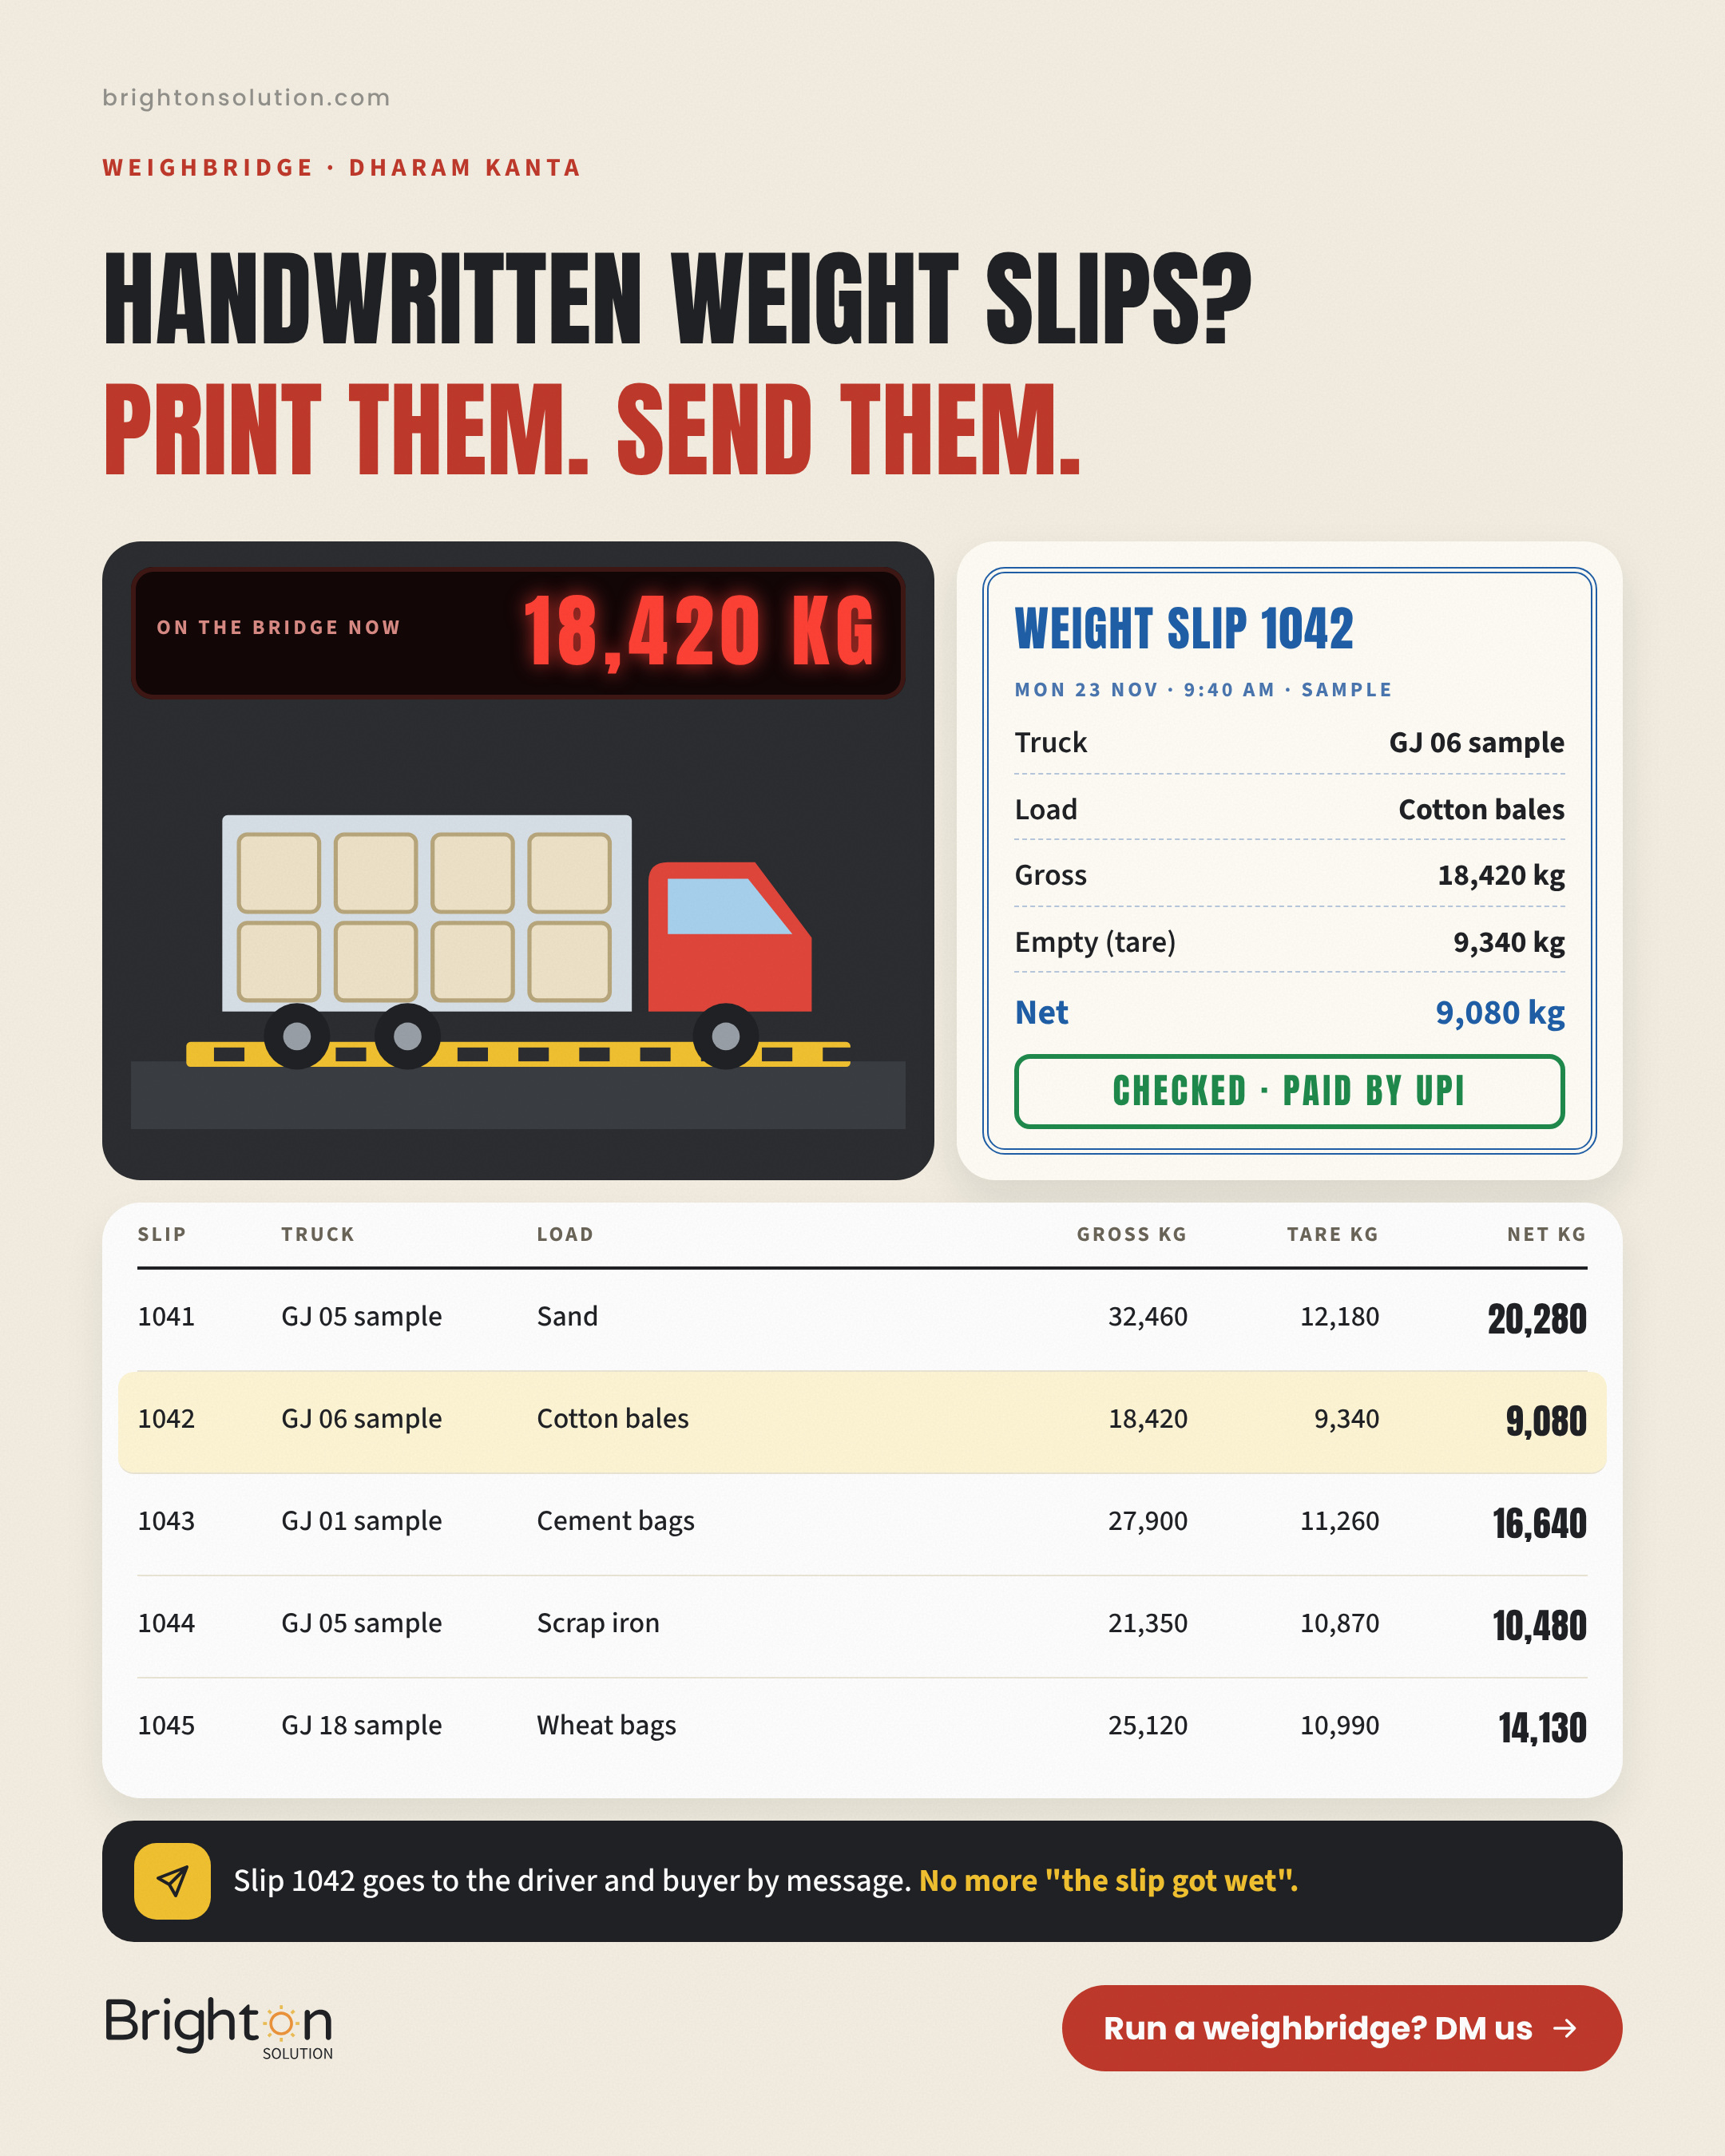 brightonsolution.com
WEIGHBRIDGE · DHARAM KANTA
HANDWRITTEN WEIGHT SLIPS?
PRINT THEM. SEND THEM.
ON THE BRIDGE NOW 18,420 KG
WEIGHT SLIP 1042
MON 23 NOV · 9:40 AM · SAMPLE
Truck GJ 06 sample
Load Cotton bales
Gross 18,420 kg
Empty (tare) 9,340 kg
Net 9,080 kg
CHECKED · PAID BY UPI
SLIP TRUCK LOAD GROSS KG TARE KG NET KG
1041 GJ 05 sample Sand 32,460 12,180 20,280
1042 GJ 06 sample Cotton bales 18,420 9,340 9,080
1043 GJ 01 sample Cement bags 27,900 11,260 16,640
1044 GJ 05 sample Scrap iron 21,350 10,870 10,480
1045 GJ 18 sample Wheat bags 25,120 10,990 14,130
Slip 1042 goes to the driver and buyer by message. No more "the slip got wet".
Brighton
SOLUTION
Run a weighbridge? DM us →